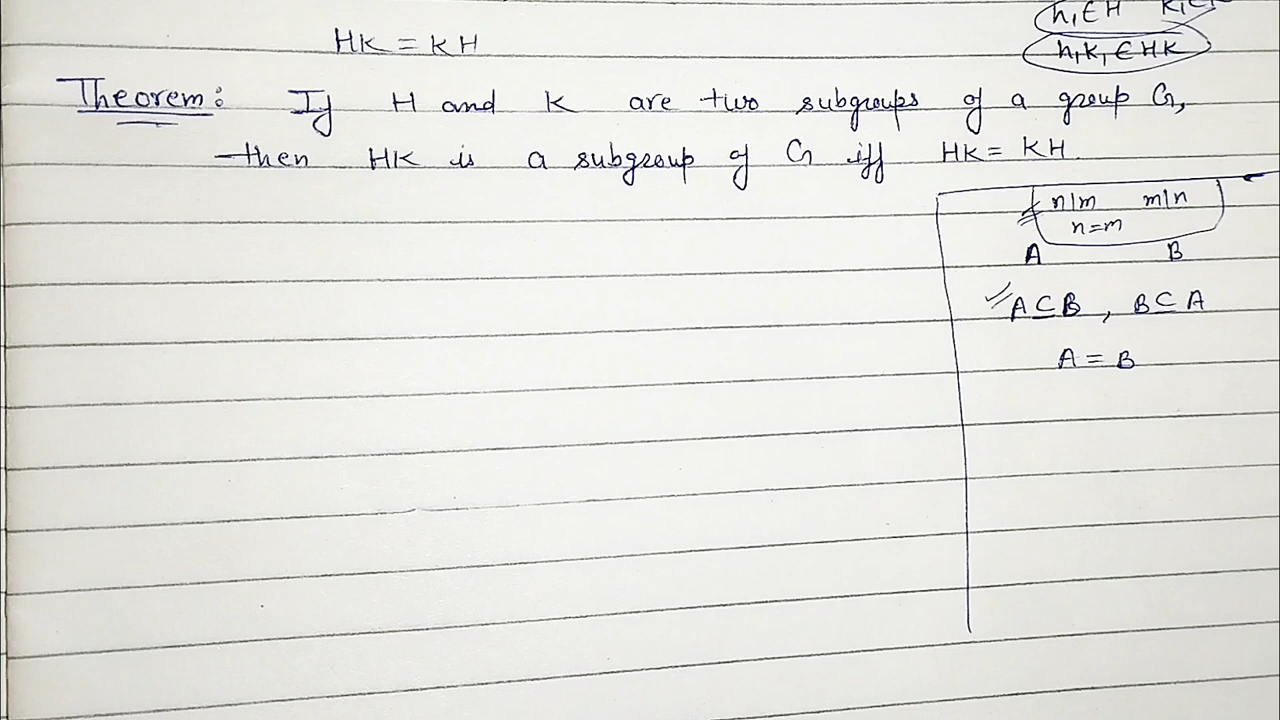 h₁∈H
h₁k₁∈HK
HK = KH
Theorem: If H and K are two subgroups of a group G,
then HK is a subgroup of G iff HK = KH.
n|m m|n
n=m
A B
A⊆B , B⊆A
A = B